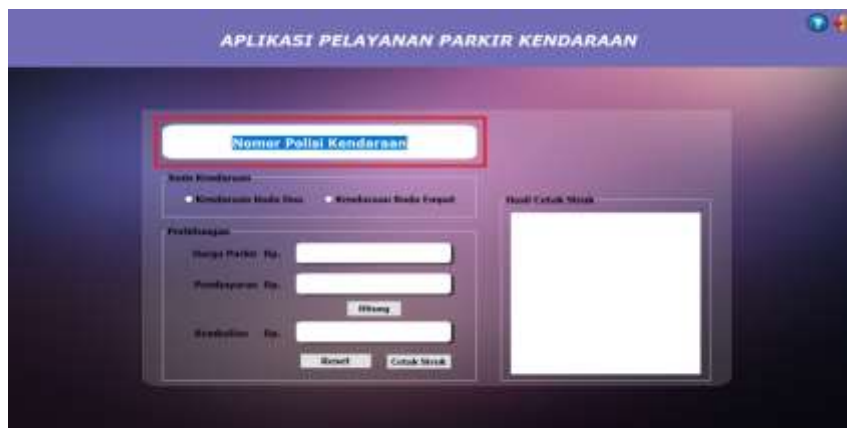 APLIKASI PELAYANAN PARKIR KENDARAAN
Nomor Polisi Kendaraan
Roda Kendaraan
Kendaraan Roda Dua
Kendaraan Roda Empat
Perhitungan
Harga Parkir Rp.
Pembayaran Rp.
Hitung
Kembalian Rp.
Reset
Cetak Struk
Hasil Cetak Struk